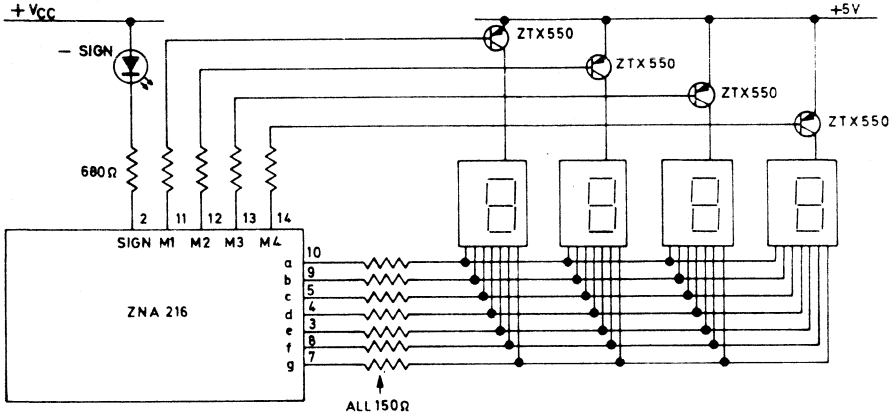 + VCC
+5V
— SIGN
ZTX550
ZTX550
ZTX550
ZTX550
680Ω
2 11 12 13 14
SIGN M1 M2 M3 M4
ZNA 216
a 10
b 9
c 5
d 4
e 3
f 8
g 7
ALL 150Ω